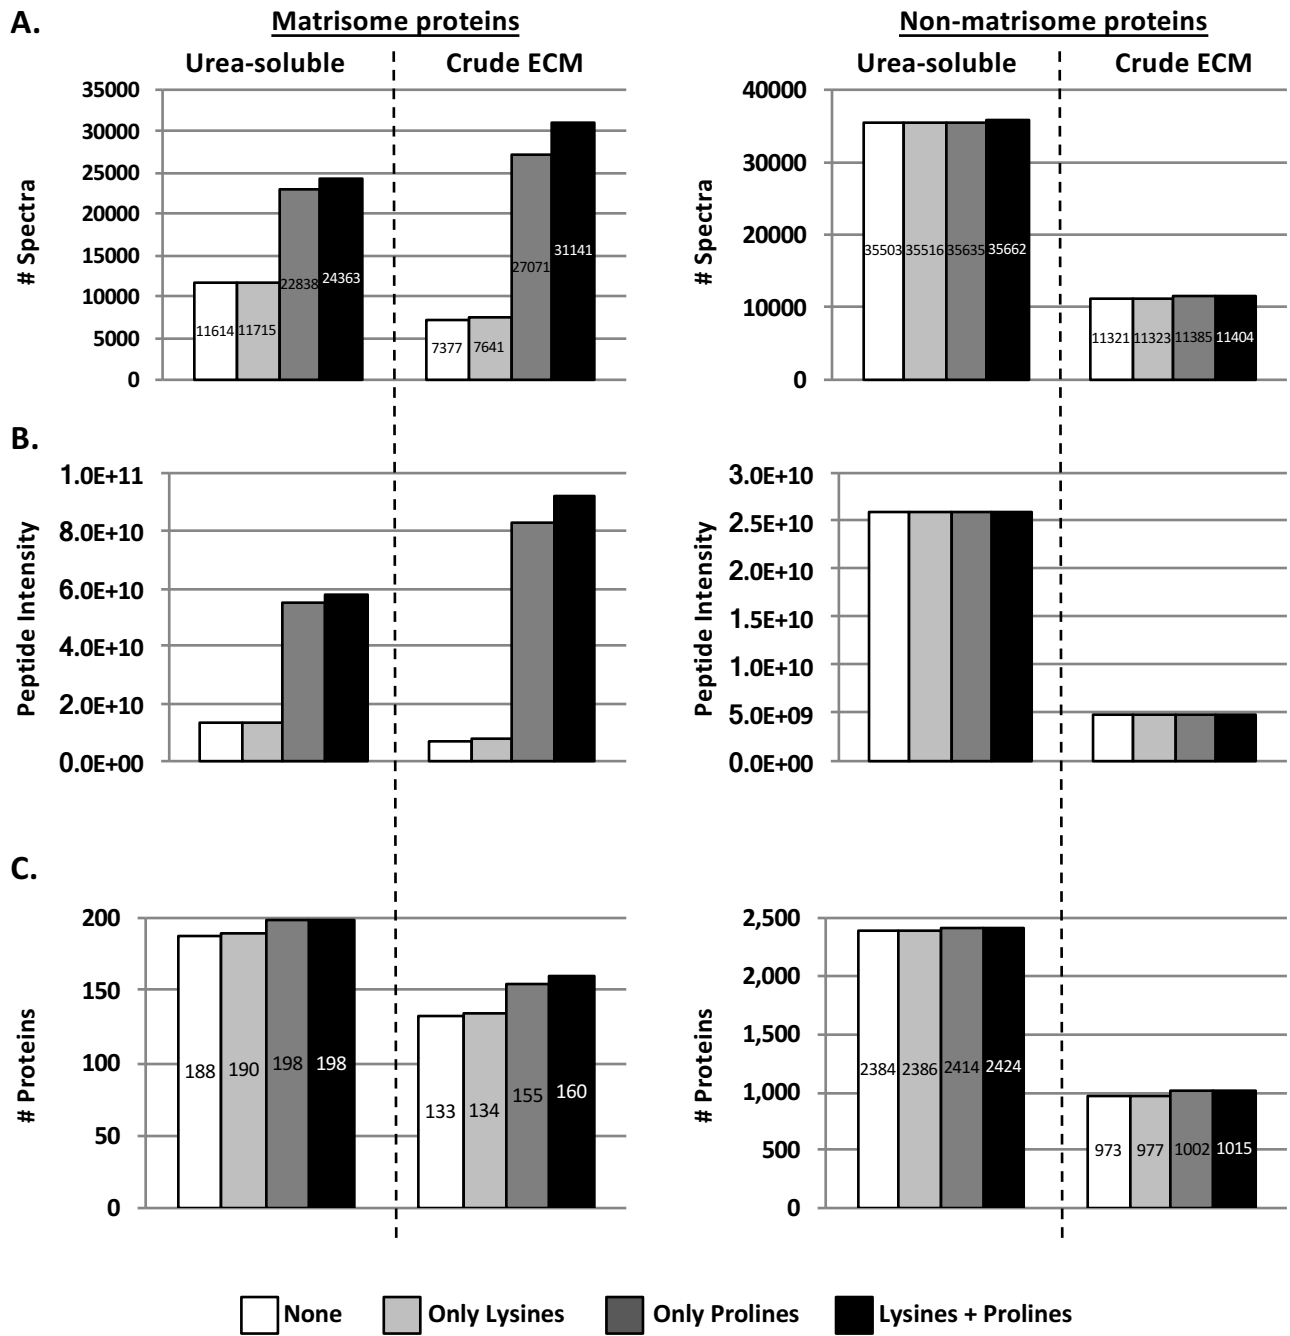 A.
Matrisome proteins
Non-matrisome proteins
Urea-soluble
Crude ECM
Urea-soluble
Crude ECM
# Spectra
35000
30000
25000
20000
15000
10000
5000
0
11614
11715
22838
24363
7377
7641
27071
31141
# Spectra
40000
30000
20000
10000
0
35503
35516
35635
35662
11321
11323
11385
11404
B.
Peptide Intensity
1.0E+11
8.0E+10
6.0E+10
4.0E+10
2.0E+10
0.0E+00
Peptide Intensity
3.0E+10
2.5E+10
2.0E+10
1.5E+10
1.0E+10
5.0E+09
0.0E+00
C.
# Proteins
200
150
100
50
0
188
190
198
198
133
134
155
160
# Proteins
2,500
2,000
1,500
1,000
500
0
2384
2386
2414
2424
973
977
1002
1015
None
Only Lysines
Only Prolines
Lysines + Prolines